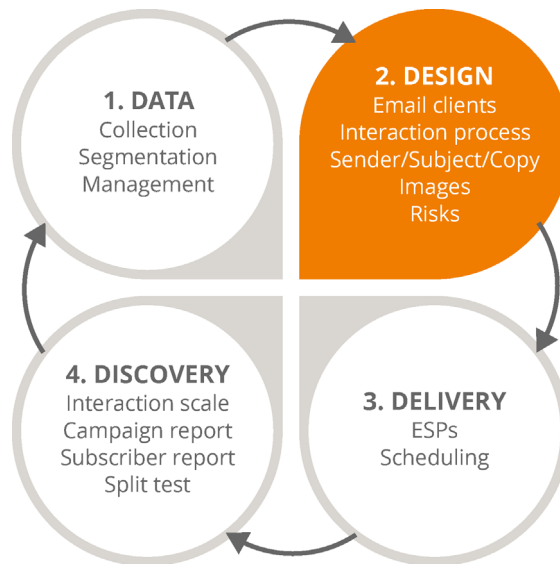 1. DATA
Collection
Segmentation
Management
2. DESIGN
Email clients
Interaction process
Sender/Subject/Copy
Images
Risks
3. DELIVERY
ESPs
Scheduling
4. DISCOVERY
Interaction scale
Campaign report
Subscriber report
Split test